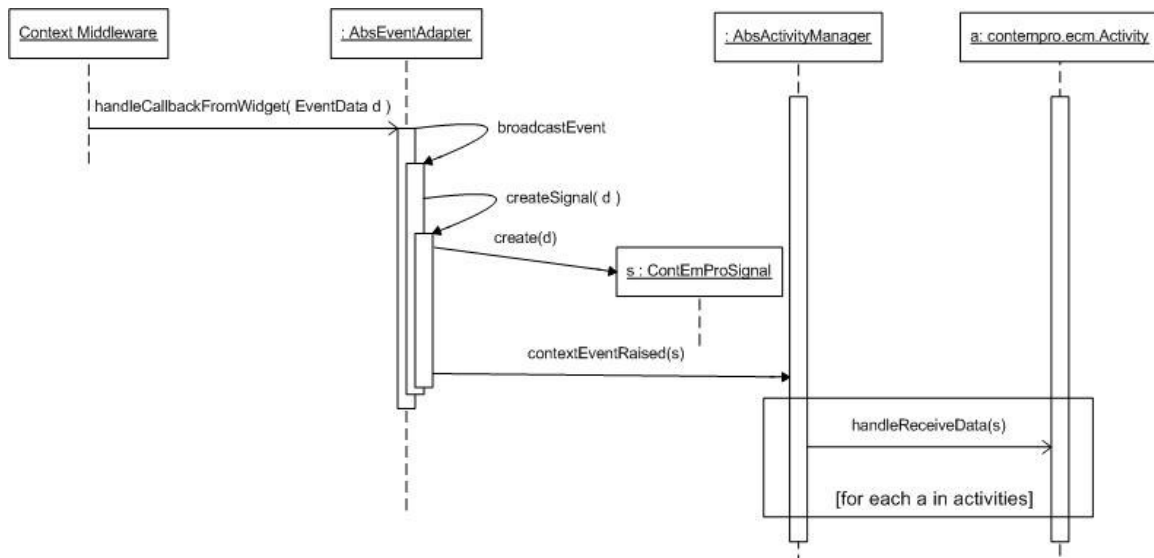 Context Middleware
: AbsEventAdapter
: AbsActivityManager
a: contempro.ecm.Activity
handleCallbackFromWidget( EventData d )
broadcastEvent
createSignal( d )
create(d)
s : ContEmProSignal
contextEventRaised(s)
handleReceiveData(s)
[for each a in activities]